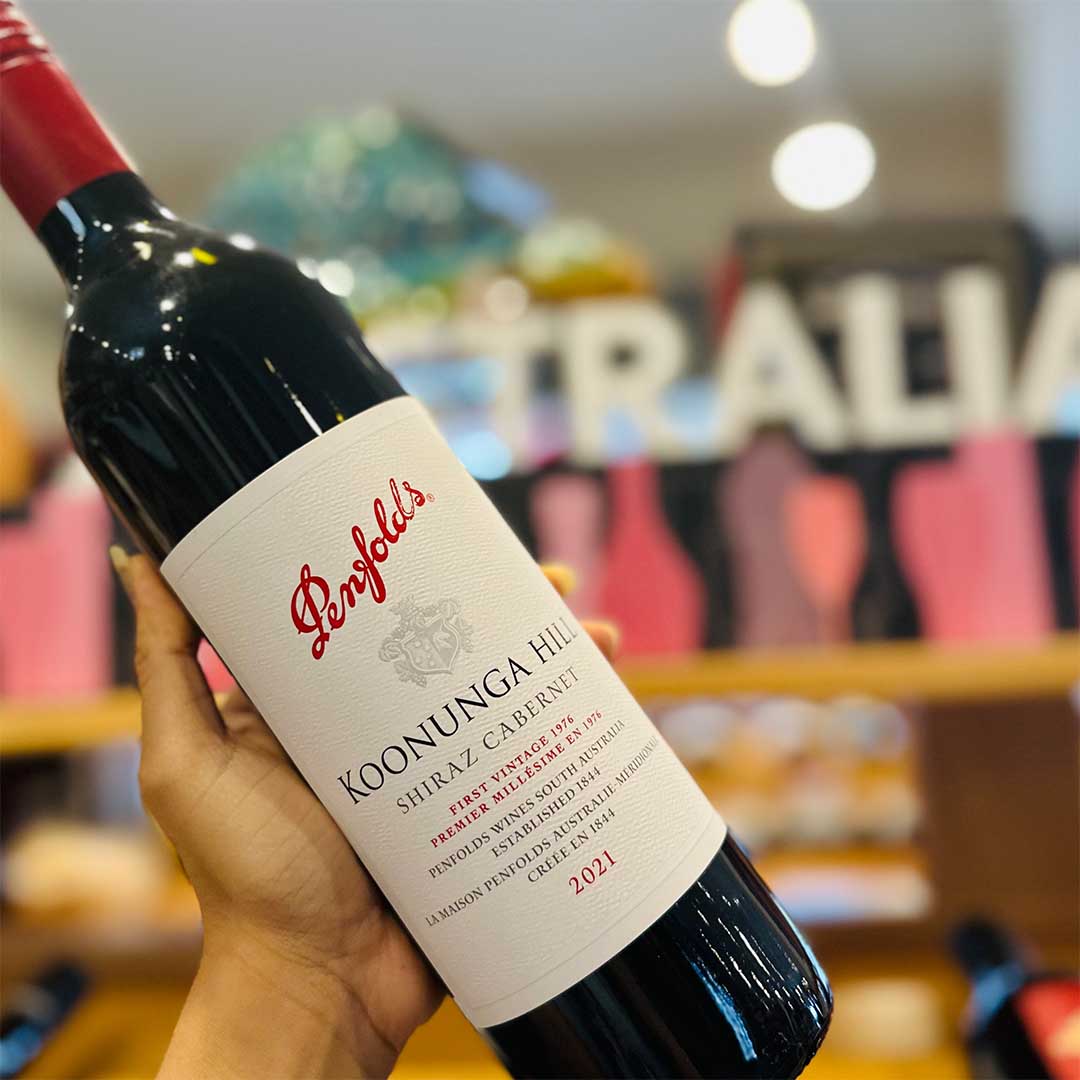 TRALIA
Penfolds®
KOONUNGA HILL
SHIRAZ CABERNET
FIRST VINTAGE 1976
PREMIER MILLÉSIME EN 1976
PENFOLDS WINES SOUTH AUSTRALIA
ESTABLISHED 1844
LA MAISON PENFOLDS AUSTRALIE-MÉRIDIONALE
CRÉÉE EN 1844
2021